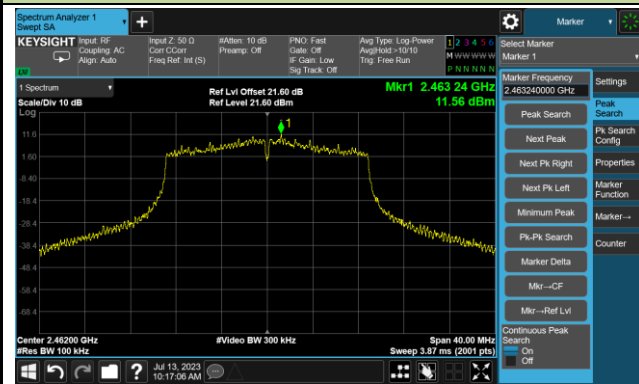 Spectrum Analyzer 1
Swept SA
Marker
KEYSIGHT
Input: RF
Coupling: AC
Align: Auto
Input Z: 50 Ω
Corr CCorr
Freq Ref: Int (S)
#Atten: 10 dB
Preamp: Off
PNO: Fast
Gate: Off
IF Gain: Low
Sig Track: Off
Avg Type: Log-Power
Avg|Hold:>10/10
Trig: Free Run
1 2 3 4 5 6
M W W W W W
P N N N N N
Select Marker
Marker 1
LXI
1 Spectrum
Scale/Div 10 dB
Log
Ref Lvl Offset 21.60 dB
Ref Level 21.60 dBm
Mkr1 2.463 24 GHz
11.56 dBm
1
11.6
1.60
-8.40
-18.4
-28.4
-38.4
-48.4
-58.4
-68.4
Center 2.46200 GHz
#Res BW 100 kHz
#Video BW 300 kHz
Span 40.00 MHz
Sweep 3.87 ms (2001 pts)
Marker Frequency
2.463240000 GHz
Peak Search
Next Peak
Next Pk Right
Next Pk Left
Minimum Peak
Pk-Pk Search
Marker Delta
Mkr→CF
Mkr→Ref Lvl
Continuous Peak
Search
On
Off
Settings
Peak
Search
Pk Search
Config
Properties
Marker
Function
Marker→
Counter
?
Jul 13, 2023
10:17:06 AM